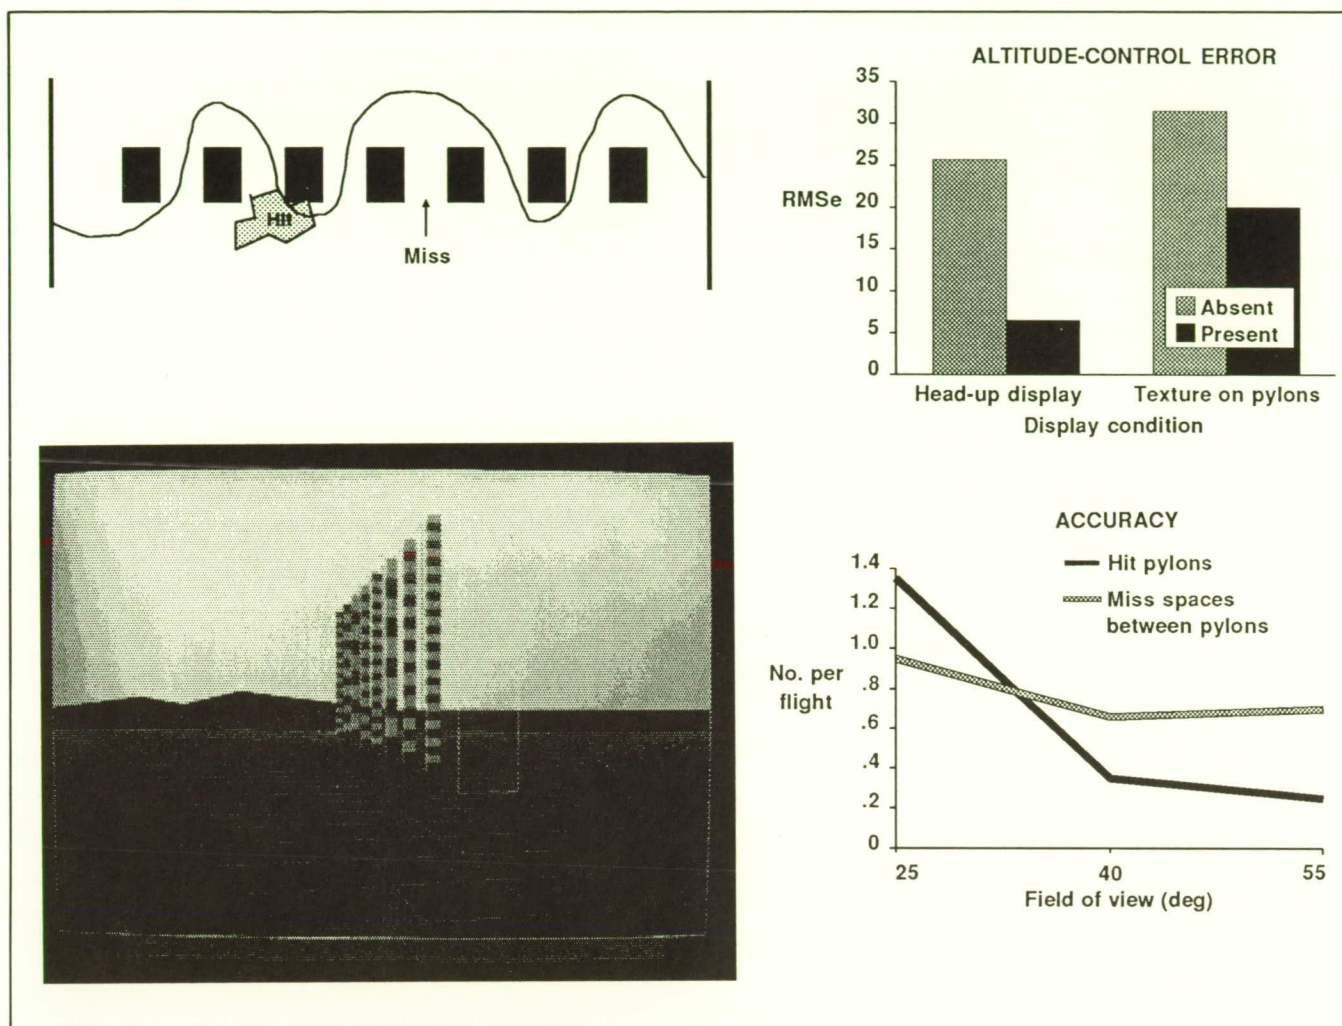 Hit
Miss
ALTITUDE-CONTROL ERROR
35
30
25
RMSe
20
15
10
5
0
Absent
Present
Head-up display
Texture on pylons
Display condition
ACCURACY
1.4
1.2
1.0
.8
.6
.4
.2
0
No. per
flight
Hit pylons
Miss spaces
between pylons
25
40
55
Field of view (deg)